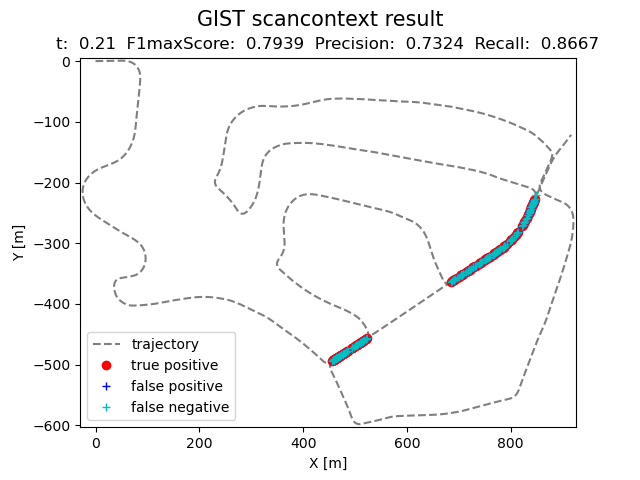 GIST scancontext result
t:  0.21  F1maxScore:  0.7939  Precision:  0.7324  Recall:  0.8667
0
−100
−200
−300
−400
−500
−600
Y [m]
trajectory
true positive
false positive
false negative
0
200
400
600
800
X [m]